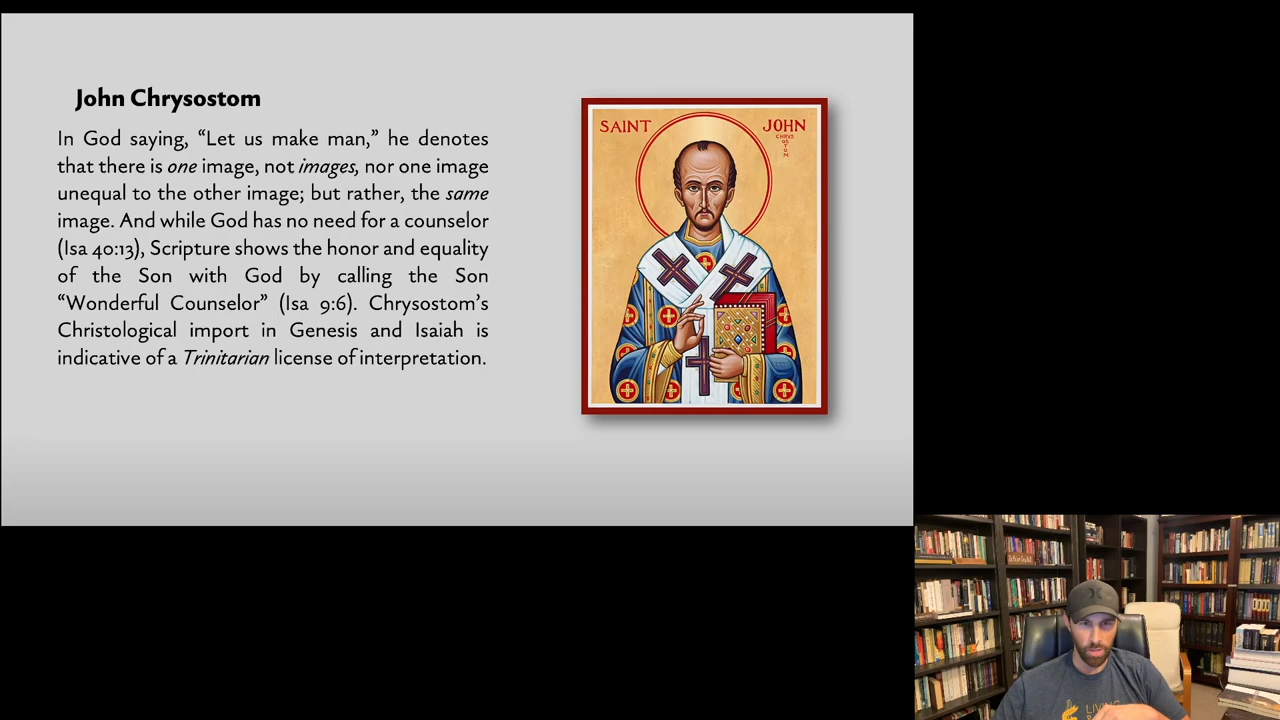 John Chrysostom
In God saying, “Let us make man,” he denotes
that there is one image, not images, nor one image
unequal to the other image; but rather, the same
image. And while God has no need for a counselor
(Isa 40:13), Scripture shows the honor and equality
of the Son with God by calling the Son
“Wonderful Counselor” (Isa 9:6). Chrysostom’s
Christological import in Genesis and Isaiah is
indicative of a Trinitarian license of interpretation.
SAINT JOHN
CHRYS
OS
T
O
M
LIVING